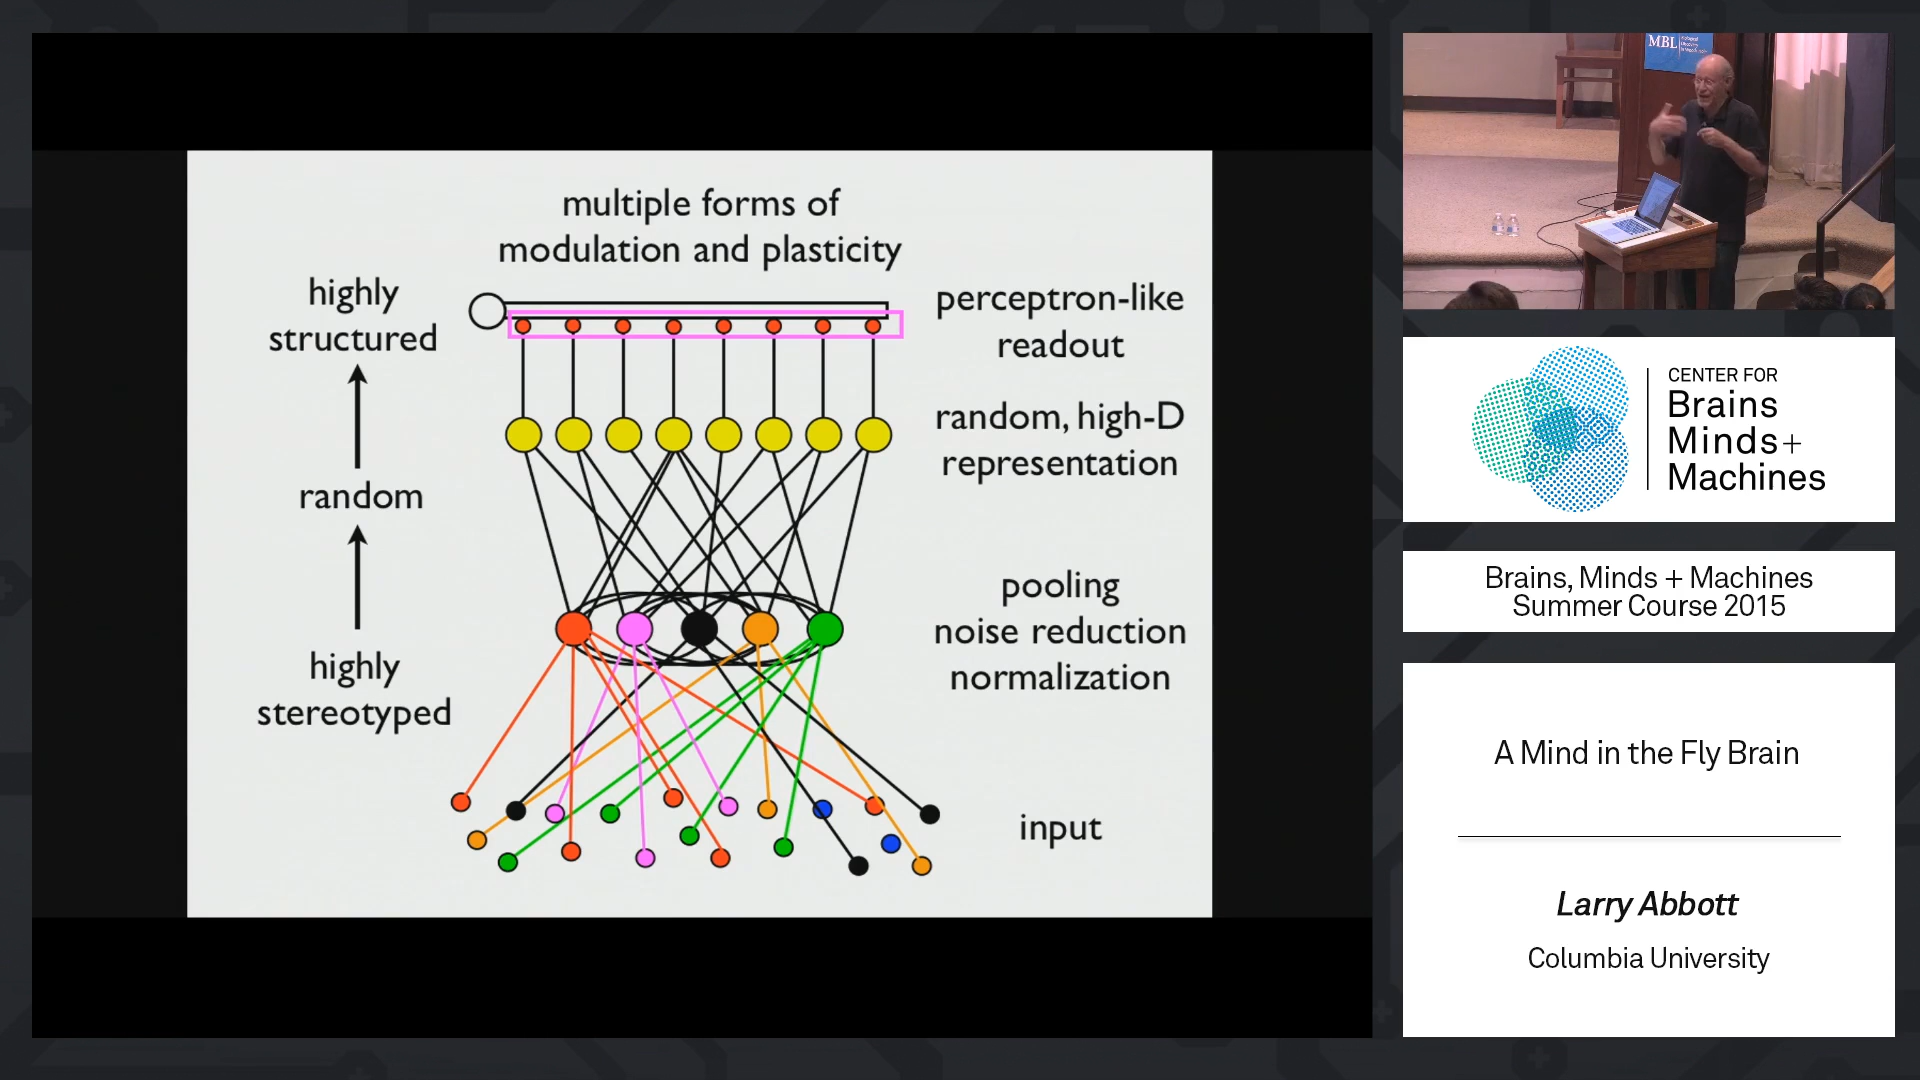 multiple forms of
modulation and plasticity
highly
structured
random
highly
stereotyped
perceptron-like
readout
random, high-D
representation
pooling
noise reduction
normalization
input
MBL
CENTER FOR
Brains
Minds+
Machines
Brains, Minds + Machines
Summer Course 2015
A Mind in the Fly Brain
Larry Abbott
Columbia University